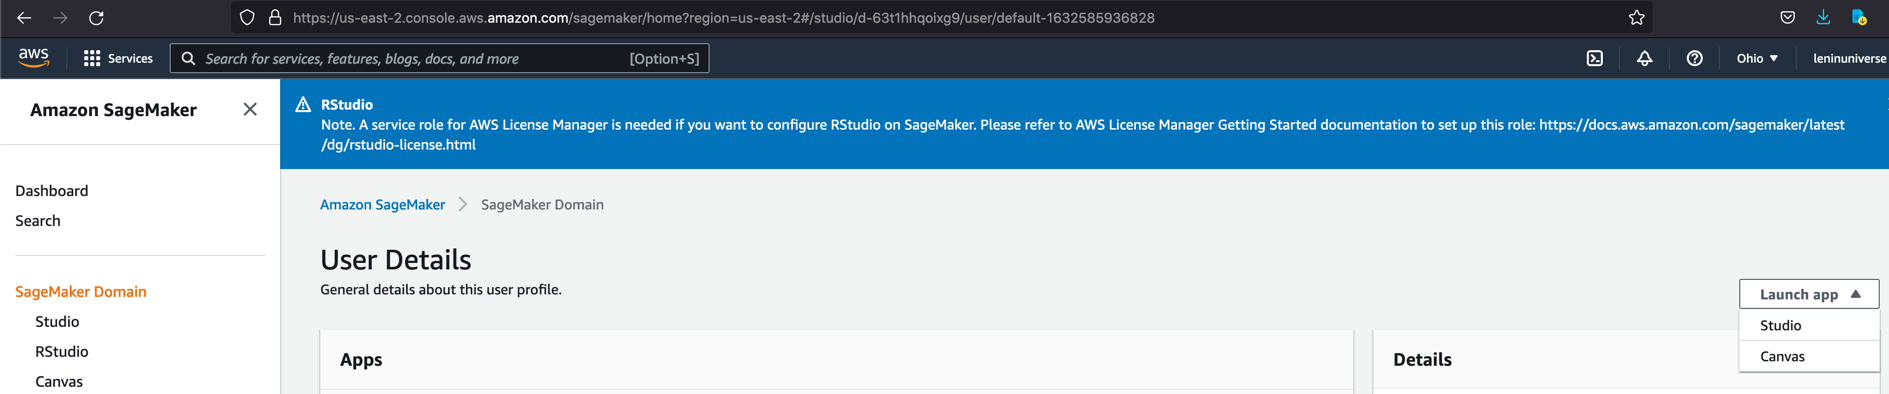 https://us-east-2.console.aws.amazon.com/sagemaker/home?region=us-east-2#/studio/d-63t1hhqoixg9/user/default-1632585936828
aws
Services
Search for services, features, blogs, docs, and more
[Option+S]
Ohio
leninuniverse
Amazon SageMaker
Dashboard
Search
SageMaker Domain
Studio
RStudio
Canvas
RStudio
Note. A service role for AWS License Manager is needed if you want to configure RStudio on SageMaker. Please refer to AWS License Manager Getting Started documentation to set up this role: https://docs.aws.amazon.com/sagemaker/latest
/dg/rstudio-license.html
Amazon SageMaker
SageMaker Domain
User Details
General details about this user profile.
Launch app
Studio
Canvas
Apps
Details